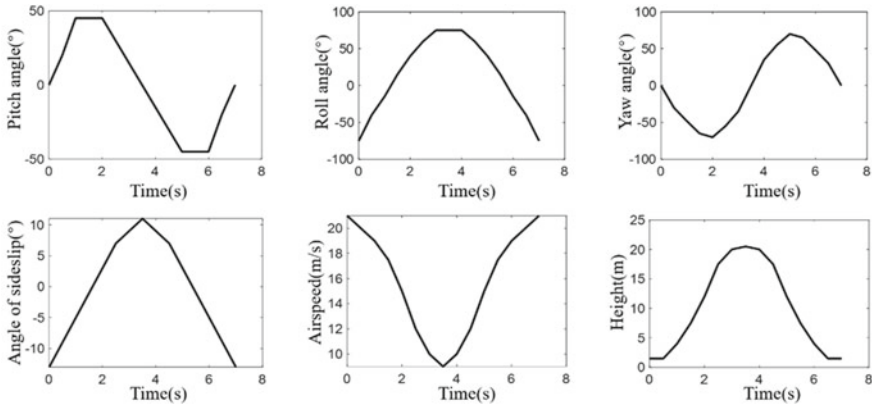 50
0
-50
0 2 4 6 8
Pitch angle(°)
Time(s)
100
50
0
-50
-100
0 2 4 6 8
Roll angle(°)
Time(s)
100
50
0
-50
-100
0 2 4 6 8
Yaw angle(°)
Time(s)
10
5
0
-5
-10
0 2 4 6 8
Angle of sideslip(°)
Time(s)
20
18
16
14
12
10
0 2 4 6 8
Airspeed(m/s)
Time(s)
25
20
15
10
5
0
0 2 4 6 8
Height(m)
Time(s)